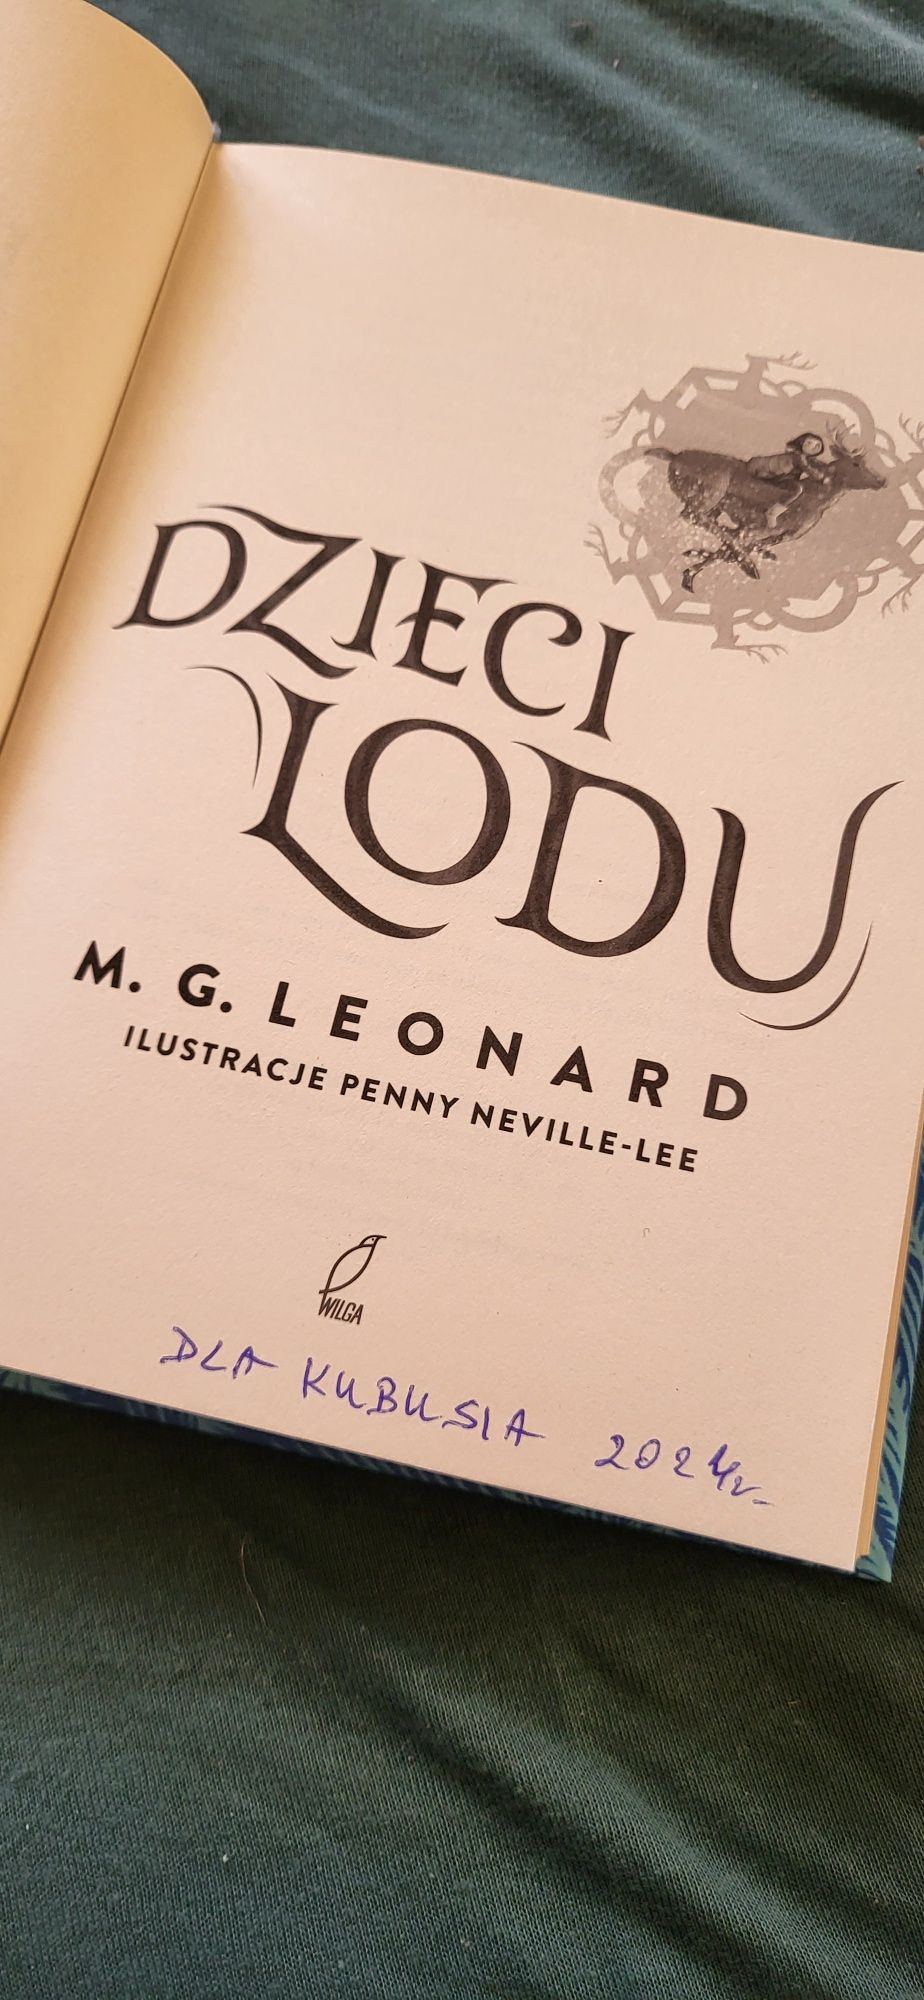 DZIECI
LODU
M. G. LEONARD
ILUSTRACJE PENNY NEVILLE-LEE
WILGA
DLA KUBUSIA 2024r.